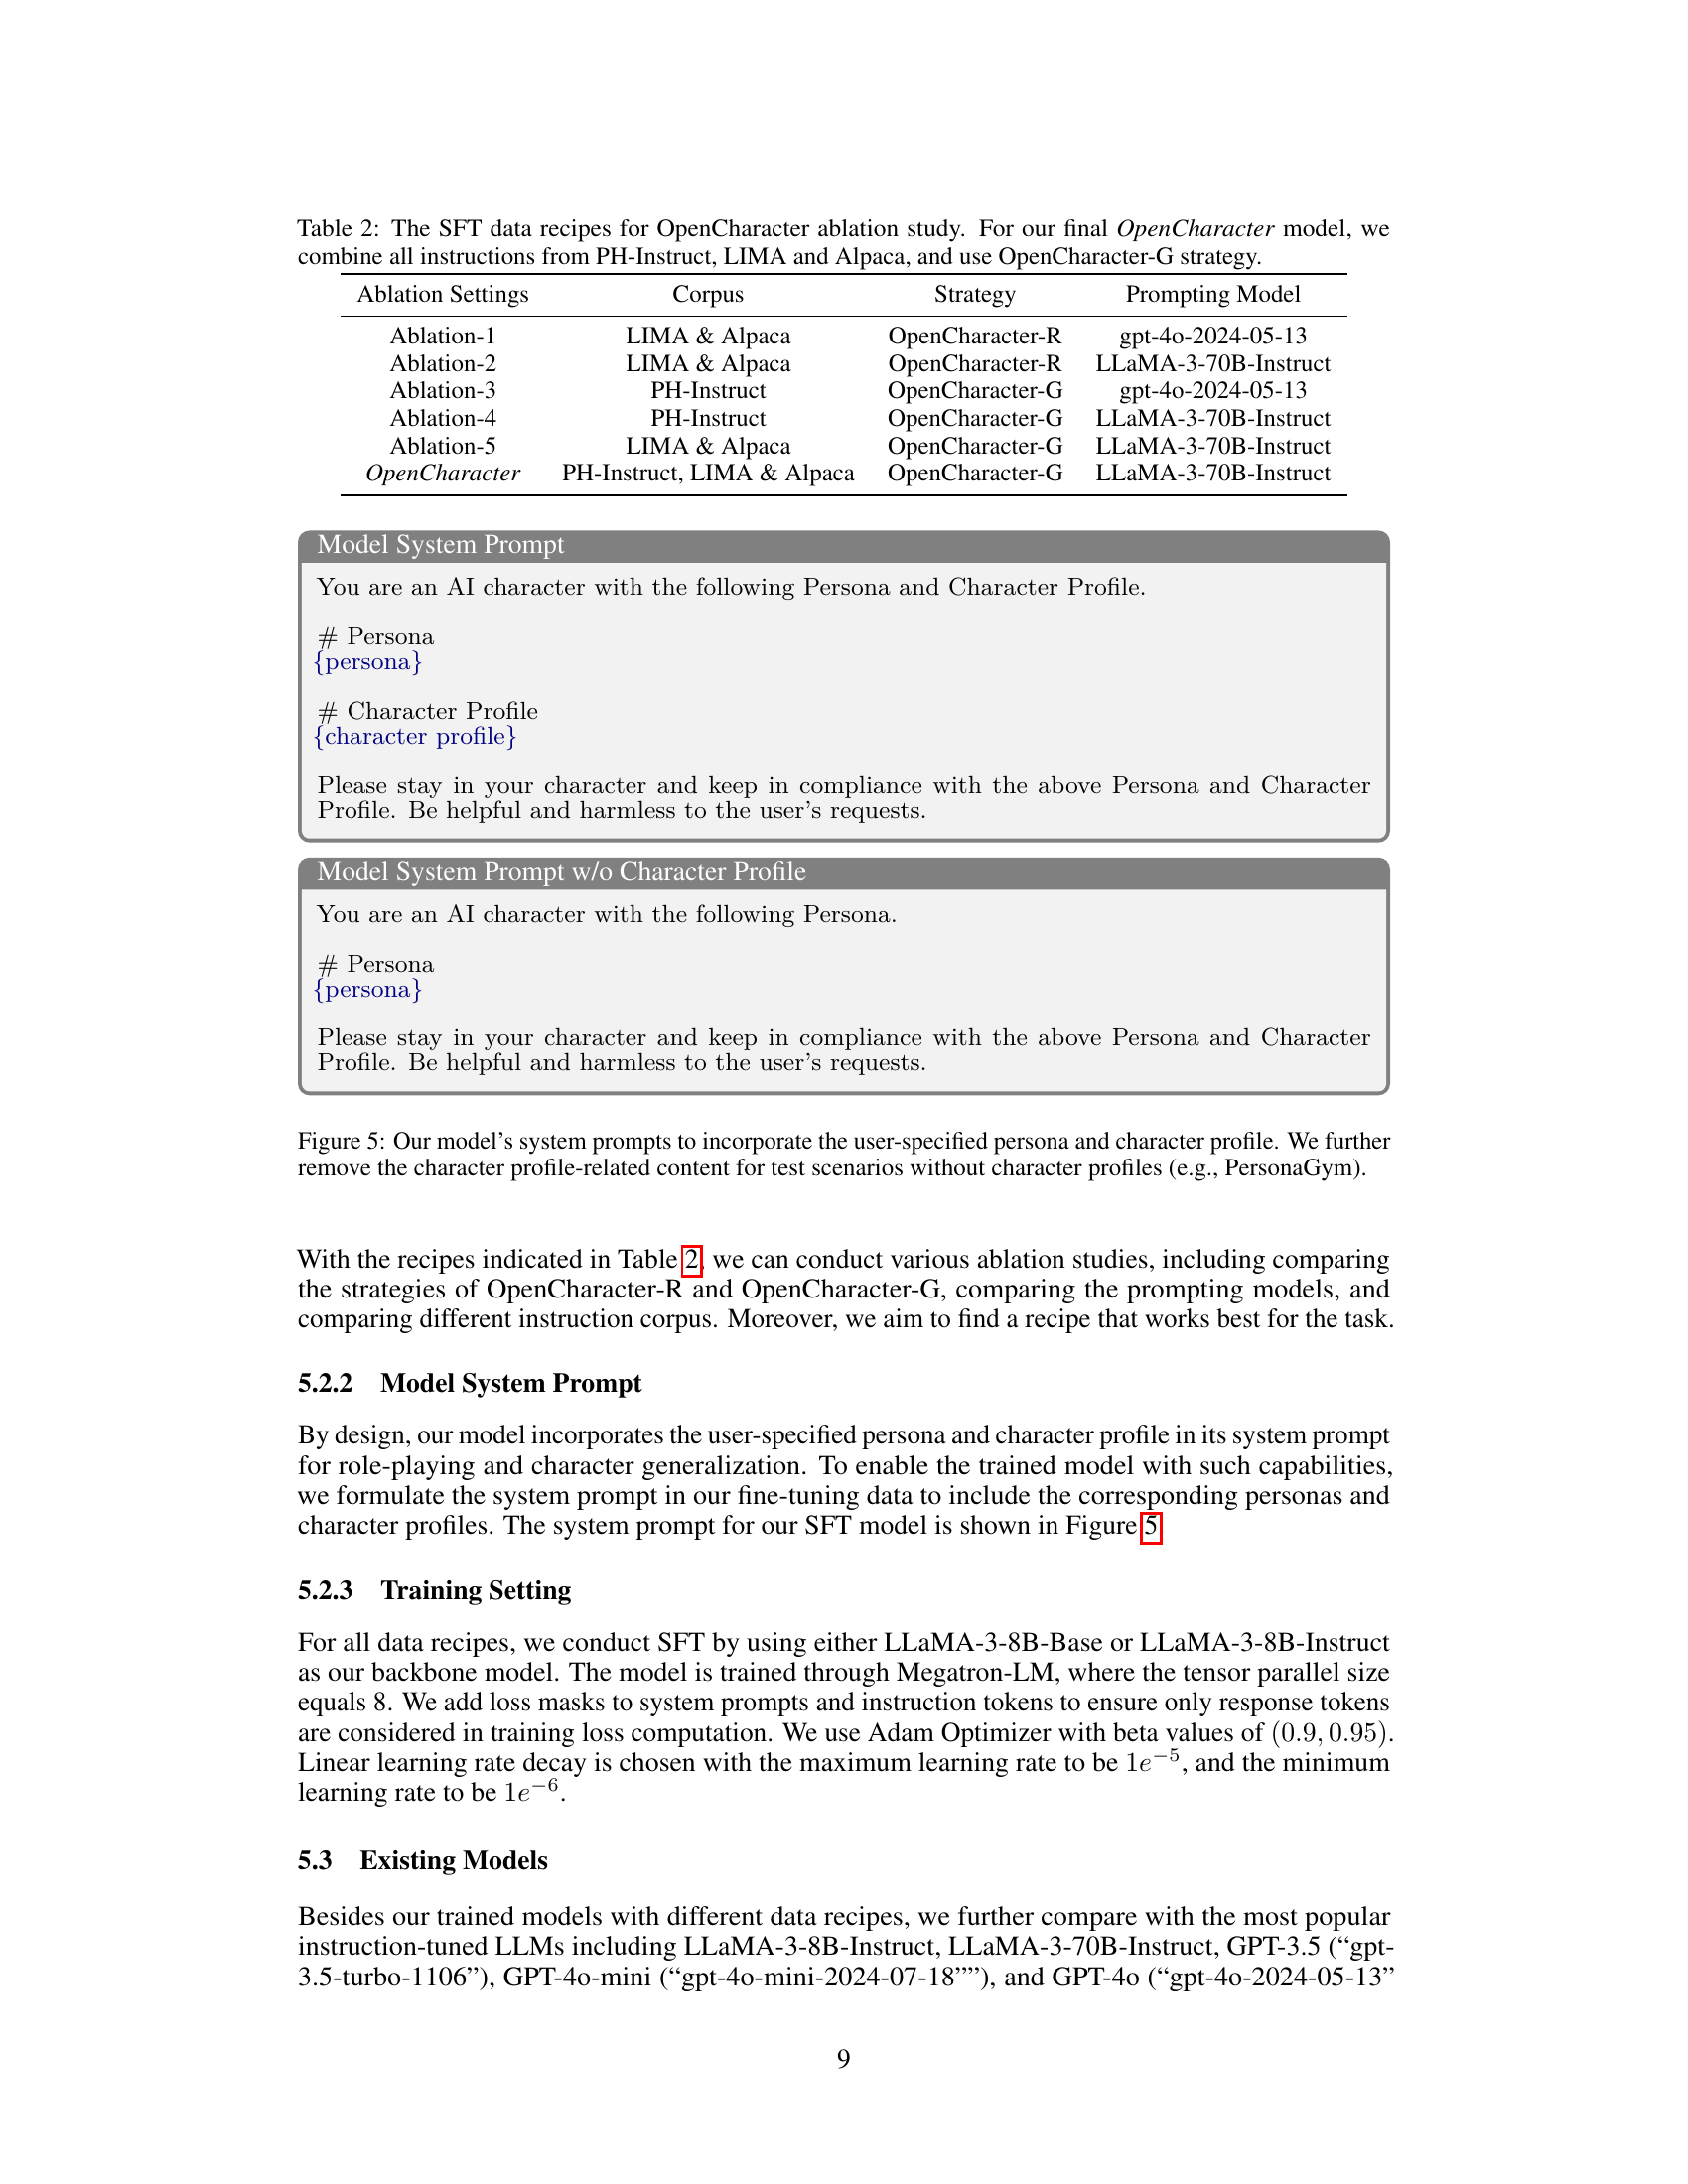 Table 2: The SFT data recipes for OpenCharacter ablation study. For our final OpenCharacter model, we
combine all instructions from PH-Instruct, LIMA and Alpaca, and use OpenCharacter-G strategy.
Ablation Settings Corpus Strategy Prompting Model
Ablation-1 LIMA & Alpaca OpenCharacter-R gpt-4o-2024-05-13
Ablation-2 LIMA & Alpaca OpenCharacter-R LLaMA-3-70B-Instruct
Ablation-3 PH-Instruct OpenCharacter-G gpt-4o-2024-05-13
Ablation-4 PH-Instruct OpenCharacter-G LLaMA-3-70B-Instruct
Ablation-5 LIMA & Alpaca OpenCharacter-G LLaMA-3-70B-Instruct
OpenCharacter PH-Instruct, LIMA & Alpaca OpenCharacter-G LLaMA-3-70B-Instruct
Model System Prompt
You are an AI character with the following Persona and Character Profile.
# Persona
{persona}
# Character Profile
{character profile}
Please stay in your character and keep in compliance with the above Persona and Character
Profile. Be helpful and harmless to the user's requests.
Model System Prompt w/o Character Profile
You are an AI character with the following Persona.
# Persona
{persona}
Please stay in your character and keep in compliance with the above Persona and Character
Profile. Be helpful and harmless to the user's requests.
Figure 5: Our model's system prompts to incorporate the user-specified persona and character profile. We further
remove the character profile-related content for test scenarios without character profiles (e.g., PersonaGym).
With the recipes indicated in Table 2, we can conduct various ablation studies, including comparing
the strategies of OpenCharacter-R and OpenCharacter-G, comparing the prompting models, and
comparing different instruction corpus. Moreover, we aim to find a recipe that works best for the task.
5.2.2 Model System Prompt
By design, our model incorporates the user-specified persona and character profile in its system prompt
for role-playing and character generalization. To enable the trained model with such capabilities,
we formulate the system prompt in our fine-tuning data to include the corresponding personas and
character profiles. The system prompt for our SFT model is shown in Figure 5
5.2.3 Training Setting
For all data recipes, we conduct SFT by using either LLaMA-3-8B-Base or LLaMA-3-8B-Instruct
as our backbone model. The model is trained through Megatron-LM, where the tensor parallel size
equals 8. We add loss masks to system prompts and instruction tokens to ensure only response tokens
are considered in training loss computation. We use Adam Optimizer with beta values of (0.9, 0.95).
Linear learning rate decay is chosen with the maximum learning rate to be 1e⁻⁵, and the minimum
learning rate to be 1e⁻⁶.
5.3 Existing Models
Besides our trained models with different data recipes, we further compare with the most popular
instruction-tuned LLMs including LLaMA-3-8B-Instruct, LLaMA-3-70B-Instruct, GPT-3.5 (“gpt-
3.5-turbo-1106”), GPT-4o-mini (“gpt-4o-mini-2024-07-18””), and GPT-4o (“gpt-4o-2024-05-13”
9